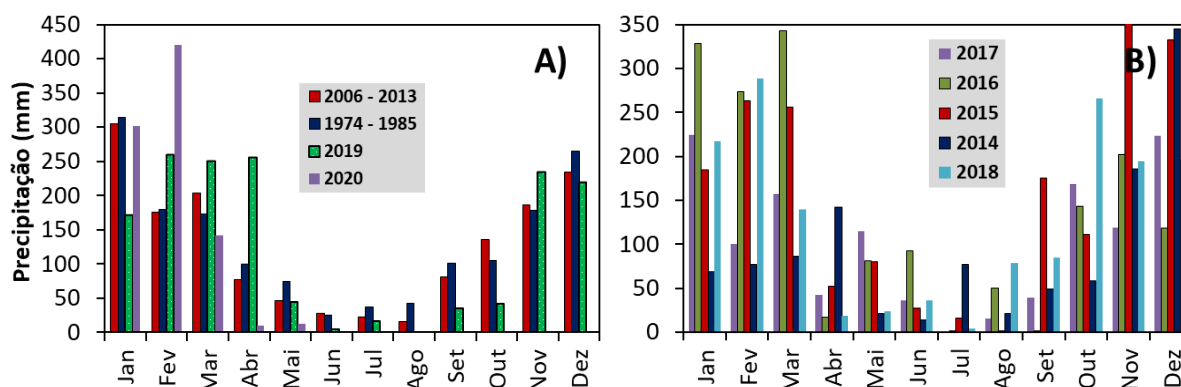 Precipitação (mm)
450
400
350
300
250
200
150
100
50
0
A)
2006 - 2013
1974 - 1985
2019
2020
Jan
Fev
Mar
Abr
Mai
Jun
Jul
Ago
Set
Out
Nov
Dez
350
300
250
200
150
100
50
0
B)
2017
2016
2015
2014
2018
Jan
Fev
Mar
Abr
Mai
Jun
Jul
Ago
Set
Out
Nov
Dez